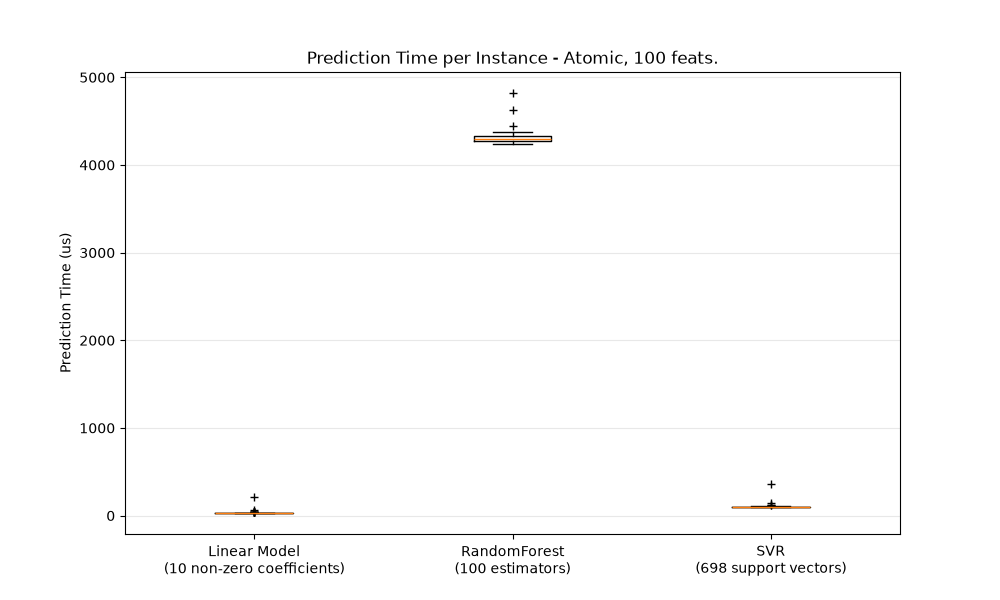 Prediction Time per Instance - Atomic, 100 feats.
Prediction Time (us)
5000
4000
3000
2000
1000
0
Linear Model
(10 non-zero coefficients)
RandomForest
(100 estimators)
SVR
(698 support vectors)